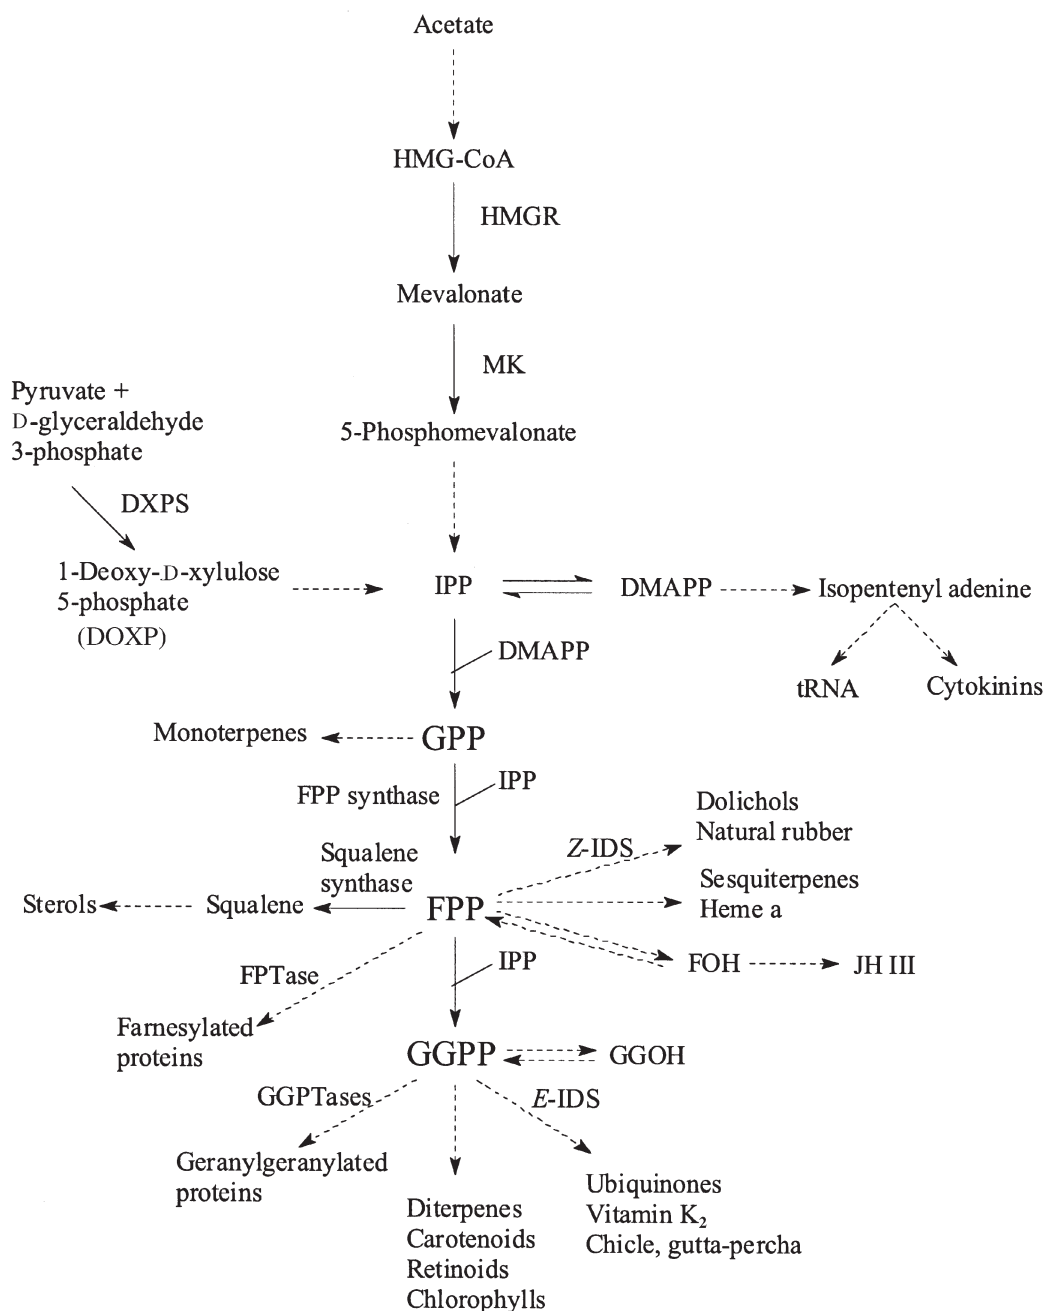 Acetate
HMG-CoA
HMGR
Mevalonate
MK
Pyruvate +
D-glyceraldehyde
3-phosphate
5-Phosphomevalonate
DXPS
1-Deoxy-D-xylulose
5-phosphate
(DOXP)
IPP
DMAPP
Isopentenyl adenine
DMAPP
tRNA
Cytokinins
Monoterpenes
GPP
FPP synthase
IPP
Dolichols
Natural rubber
Z-IDS
Squalene
synthase
Sesquiterpenes
Heme a
Sterols
Squalene
FPP
FPTase
IPP
FOH
JH III
Farnesylated
proteins
GGPP
GGOH
GGPTases
E-IDS
Geranylgeranylated
proteins
Diterpenes
Carotenoids
Retinoids
Chlorophylls
Ubiquinones
Vitamin K₂
Chicle, gutta-percha